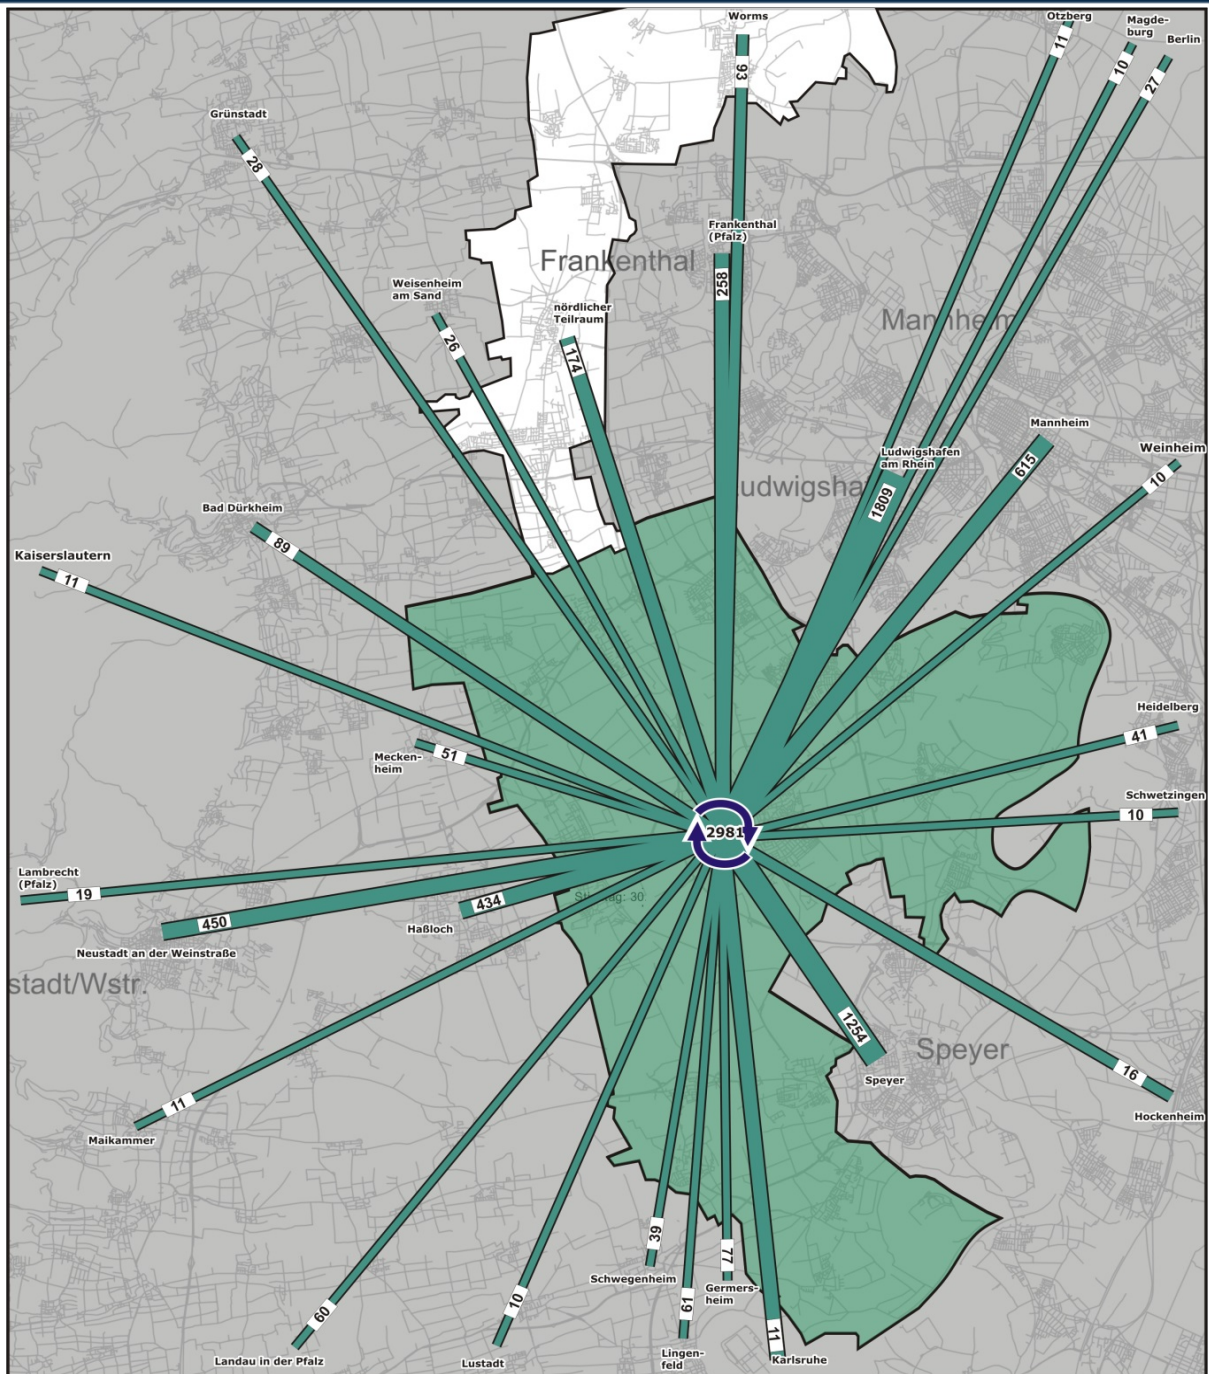 Worms
93
Otzberg
11
Magde-
burg
10
Berlin
27
Grünstadt
28
Frankenthal
(Pfalz)
258
Frankenthal
Weisenheim
am Sand
26
nördlicher
Teilraum
174
Mannheim
Mannheim
615
Ludwigshafen
am Rhein
1809
Weinheim
10
Bad Dürkheim
89
Kaiserslautern
11
Heidelberg
41
Meckenheim
51
Schwetzingen
10
2981
Lambrecht
(Pfalz)
19
450
Neustadt an der Weinstraße
434
Haßloch
stadt/Wstr.
1254
Speyer
Speyer
16
Hockenheim
11
Maikammer
39
Schwegenheim
77
Germers-
heim
60
Landau in der Pfalz
10
Lustadt
61
Lingen-
feld
11
Karlsruhe